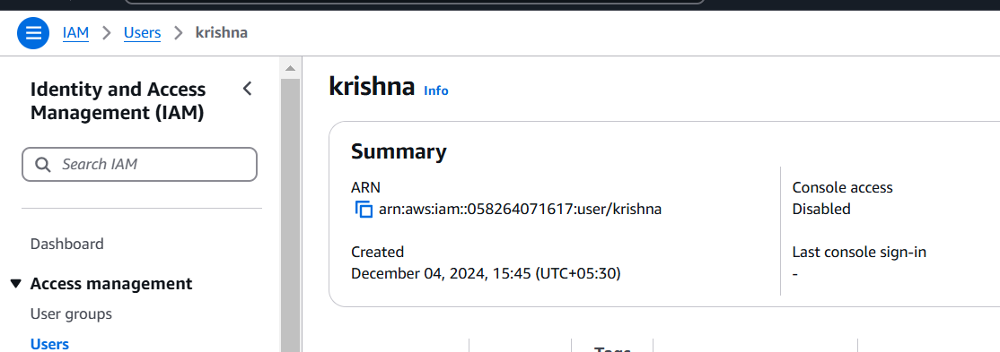 IAM > Users > krishna
Identity and Access
Management (IAM)
Search IAM
Dashboard
Access management
User groups
Users
krishna Info
Summary
ARN
arn:aws:iam::058264071617:user/krishna
Console access
Disabled
Created
December 04, 2024, 15:45 (UTC+05:30)
Last console sign-in
-
Tags